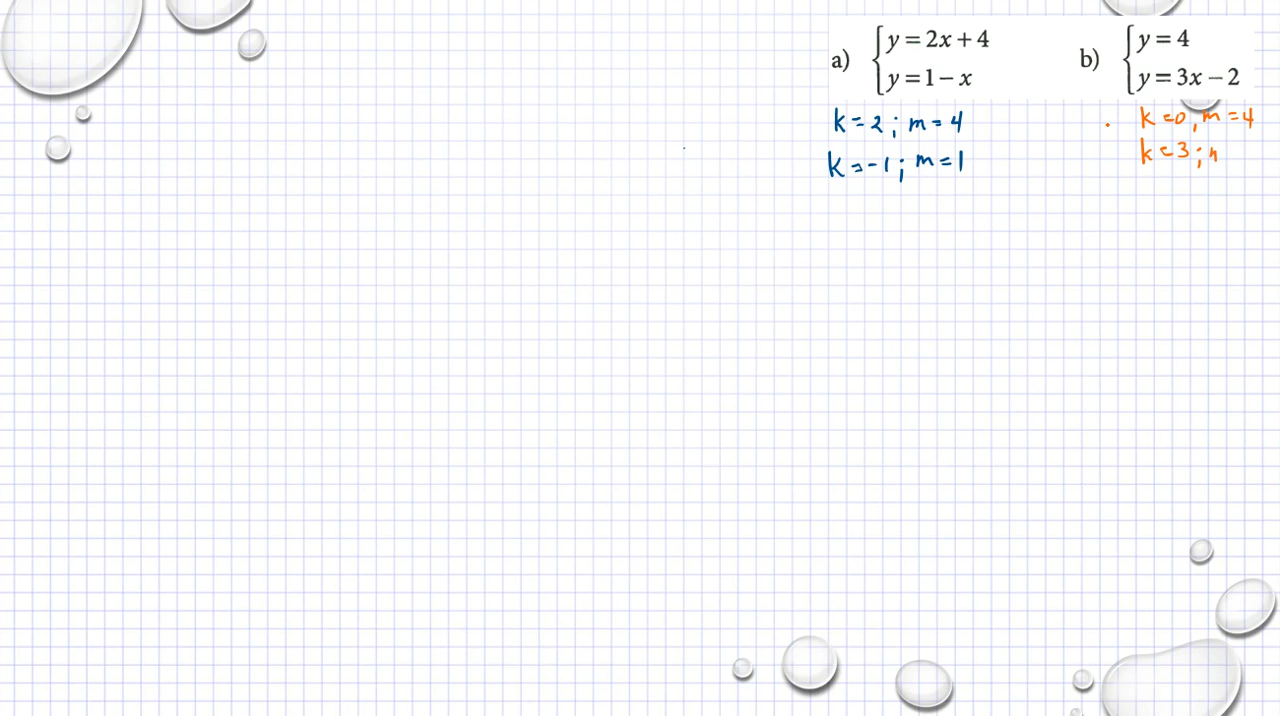 a) y = 2x + 4
y = 1 − x
k = 2 ; m = 4
k = -1 ; m = 1
b) y = 4
y = 3x − 2
k = 0, m = 4
k = 3 ;